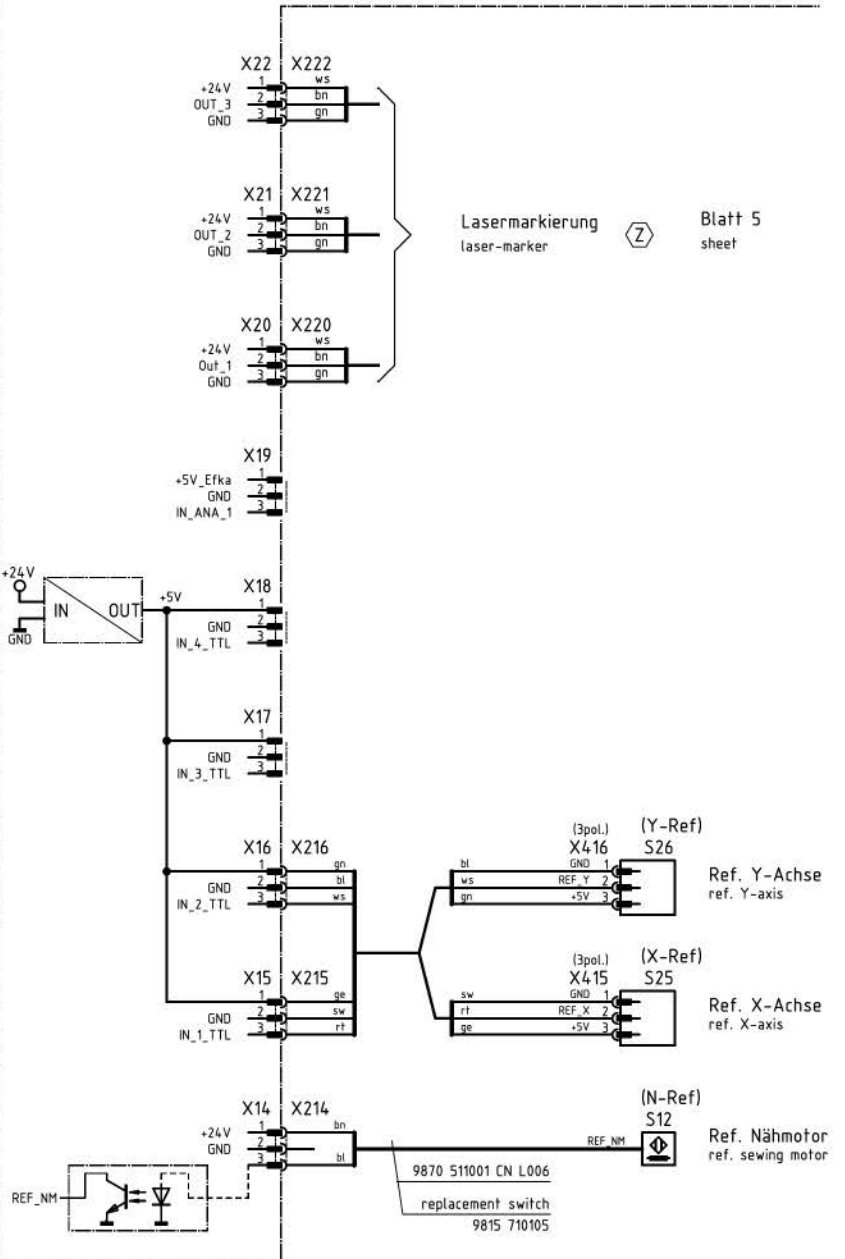 X22 X222
+24V 1 ws
OUT_3 2 bn
GND 3 gn
X21 X221
+24V 1 ws
OUT_2 2 bn
GND 3 gn
Lasermarkierung Z Blatt 5
laser-marker sheet
X20 X220
+24V 1 ws
Out_1 2 bn
GND 3 gn
X19
+5V_Efka 1
GND 2
IN_ANA_1 3
+24V
IN OUT
GND
+5V
X18
1
GND 2
IN_4_TTL 3
X17
1
GND 2
IN_3_TTL 3
X16 X216
1 gn
GND 2 bl
IN_2_TTL 3 ws
(3pol.) (Y-Ref)
X416 S26
bl GND 1
ws REF_Y 2
gn +5V 3
Ref. Y-Achse
ref. Y-axis
X15 X215
1 ge
GND 2 sw
IN_1_TTL 3 rt
(3pol.) (X-Ref)
X415 S25
sw GND 1
rt REF_X 2
ge +5V 3
Ref. X-Achse
ref. X-axis
X14 X214
+24V 1 bn
GND 2
3 bl
(N-Ref)
S12
REF_NM
Ref. Nähmotor
ref. sewing motor
9870 511001 CN L006
replacement switch
9815 710105
REF_NM